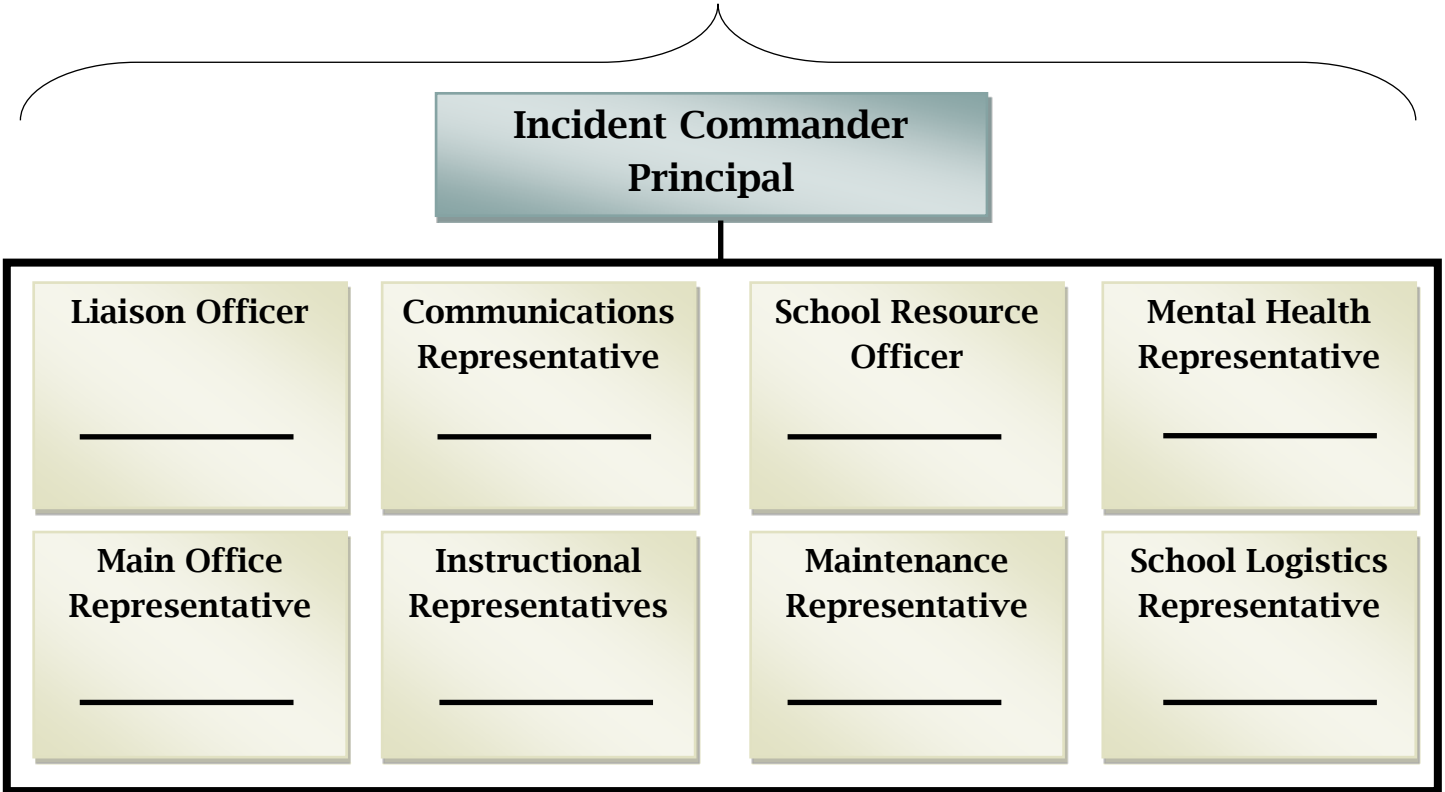 Incident Commander
Principal
Liaison Officer
Communications
Representative
School Resource
Officer
Mental Health
Representative
Main Office
Representative
Instructional
Representatives
Maintenance
Representative
School Logistics
Representative